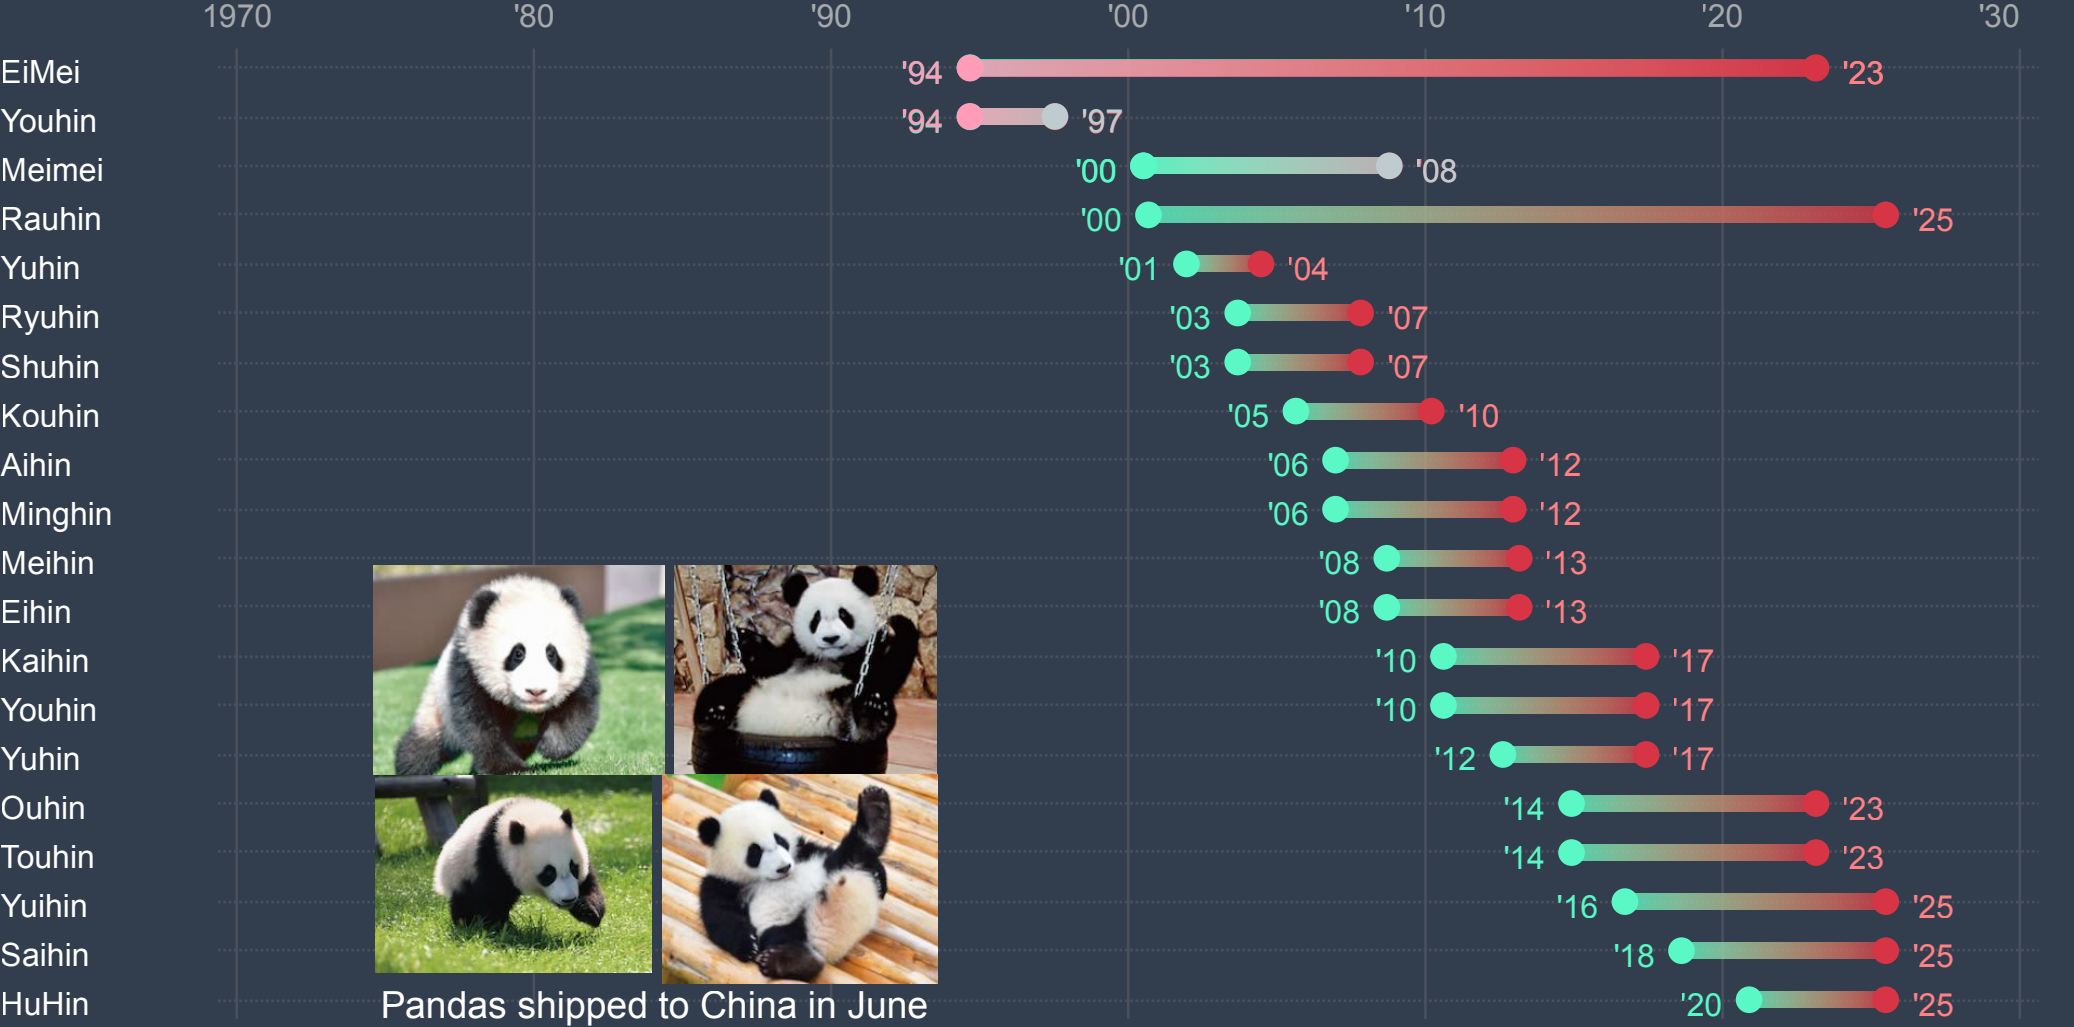 1970 '80 '90 '00 '10 '20 '30
EiMei '94 '23
Youhin '94 '97
Meimei '00 '08
Rauhin '00 '25
Yuhin '01 '04
Ryuhin '03 '07
Shuhin '03 '07
Kouhin '05 '10
Aihin '06 '12
Minghin '06 '12
Meihin '08 '13
Eihin '08 '13
Kaihin '10 '17
Youhin '10 '17
Yuhin '12 '17
Ouhin '14 '23
Touhin '14 '23
Yuihin '16 '25
Saihin '18 '25
HuHin '20 '25
Pandas shipped to China in June